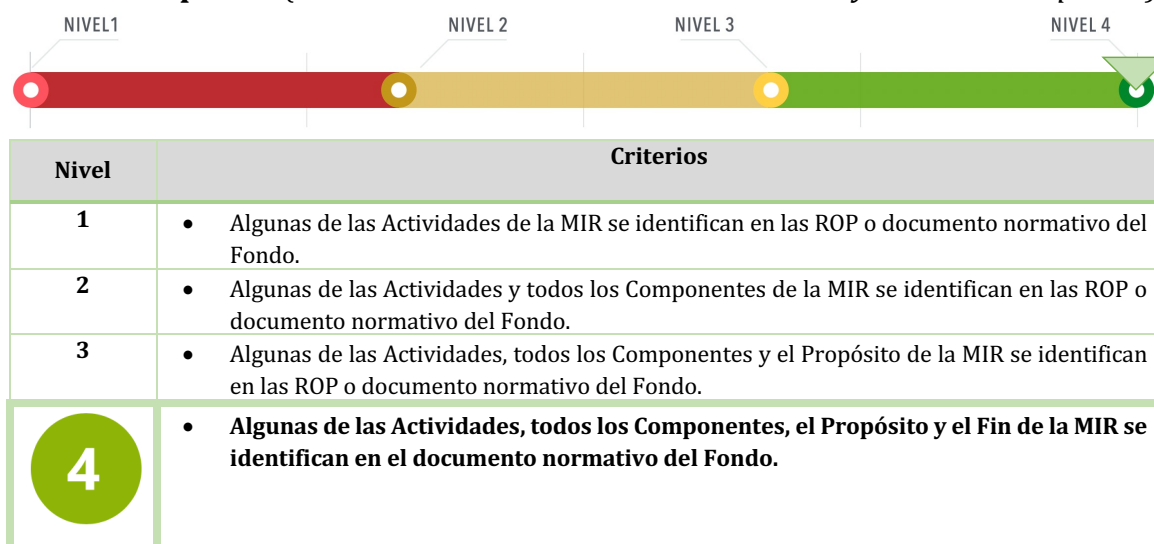 NIVEL1 NIVEL 2 NIVEL 3 NIVEL 4
Nivel Criterios
1 • Algunas de las Actividades de la MIR se identifican en las ROP o documento normativo del
Fondo.
2 • Algunas de las Actividades y todos los Componentes de la MIR se identifican en las ROP o
documento normativo del Fondo.
3 • Algunas de las Actividades, todos los Componentes y el Propósito de la MIR se identifican
en las ROP o documento normativo del Fondo.
4 • Algunas de las Actividades, todos los Componentes, el Propósito y el Fin de la MIR se
identifican en el documento normativo del Fondo.